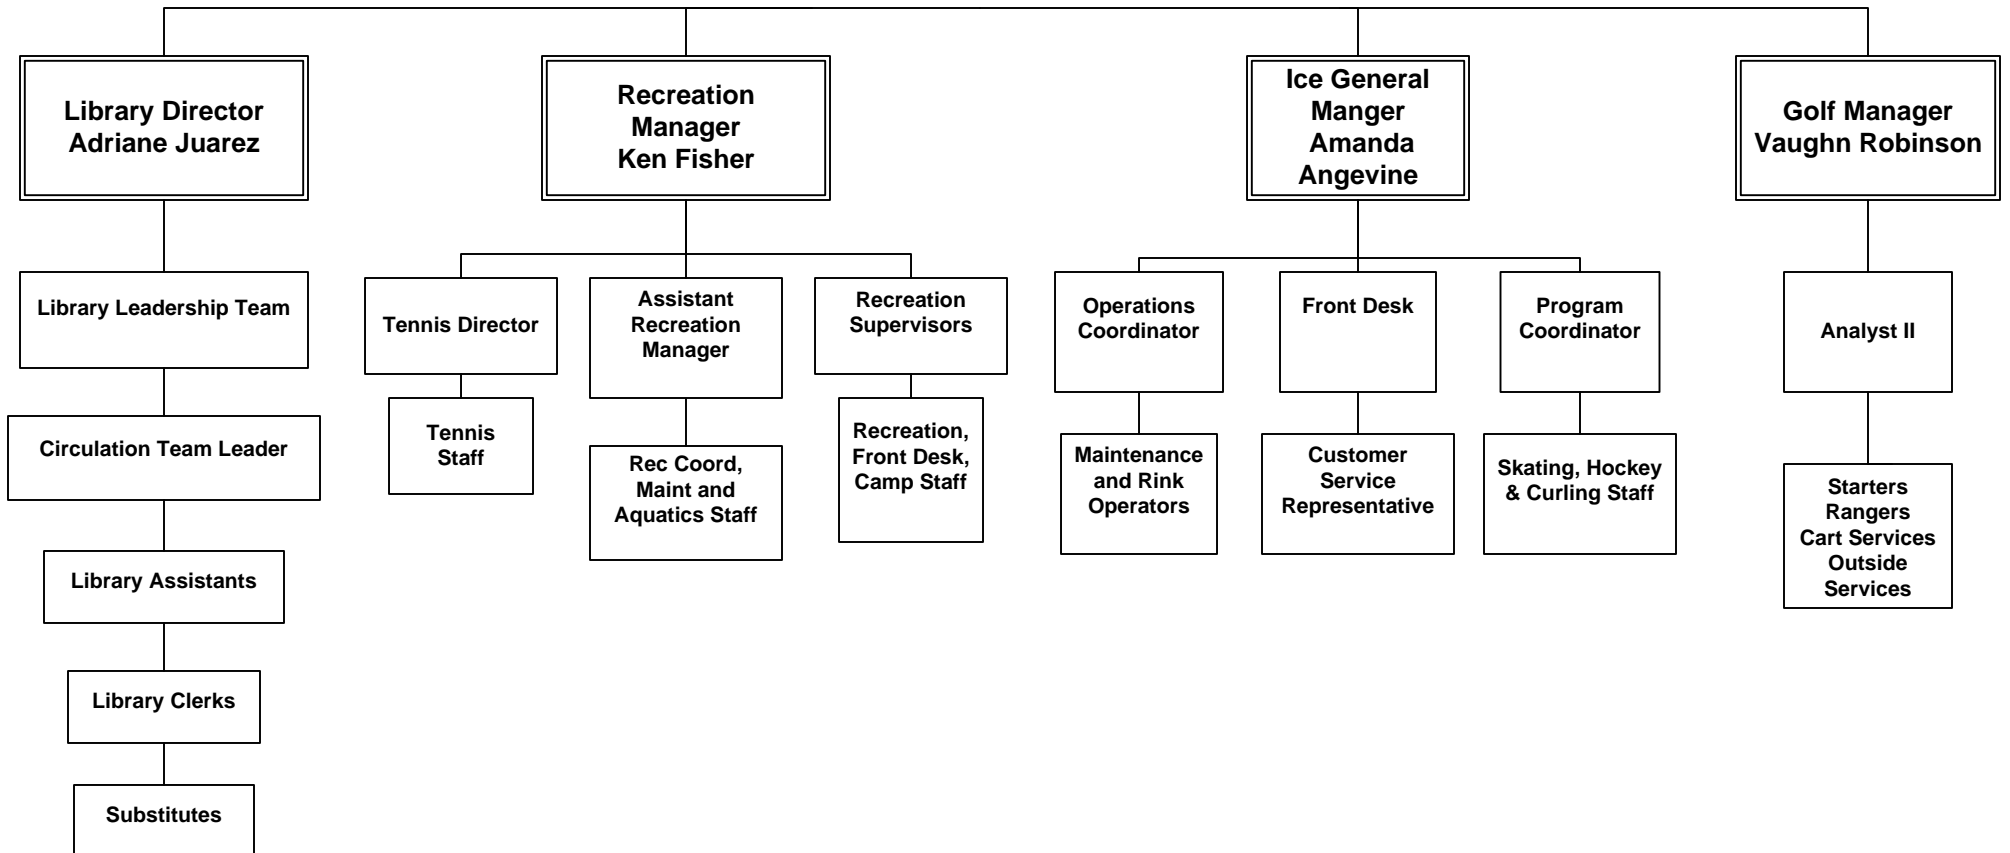 Library Director
Adriane Juarez
Recreation
Manager
Ken Fisher
Ice General
Manger
Amanda
Angevine
Golf Manager
Vaughn Robinson
Library Leadership Team
Tennis Director
Assistant
Recreation
Manager
Recreation
Supervisors
Operations
Coordinator
Front Desk
Program
Coordinator
Analyst II
Circulation Team Leader
Tennis
Staff
Rec Coord,
Maint and
Aquatics Staff
Recreation,
Front Desk,
Camp Staff
Maintenance
and Rink
Operators
Customer
Service
Representative
Skating, Hockey
& Curling Staff
Starters
Rangers
Cart Services
Outside
Services
Library Assistants
Library Clerks
Substitutes